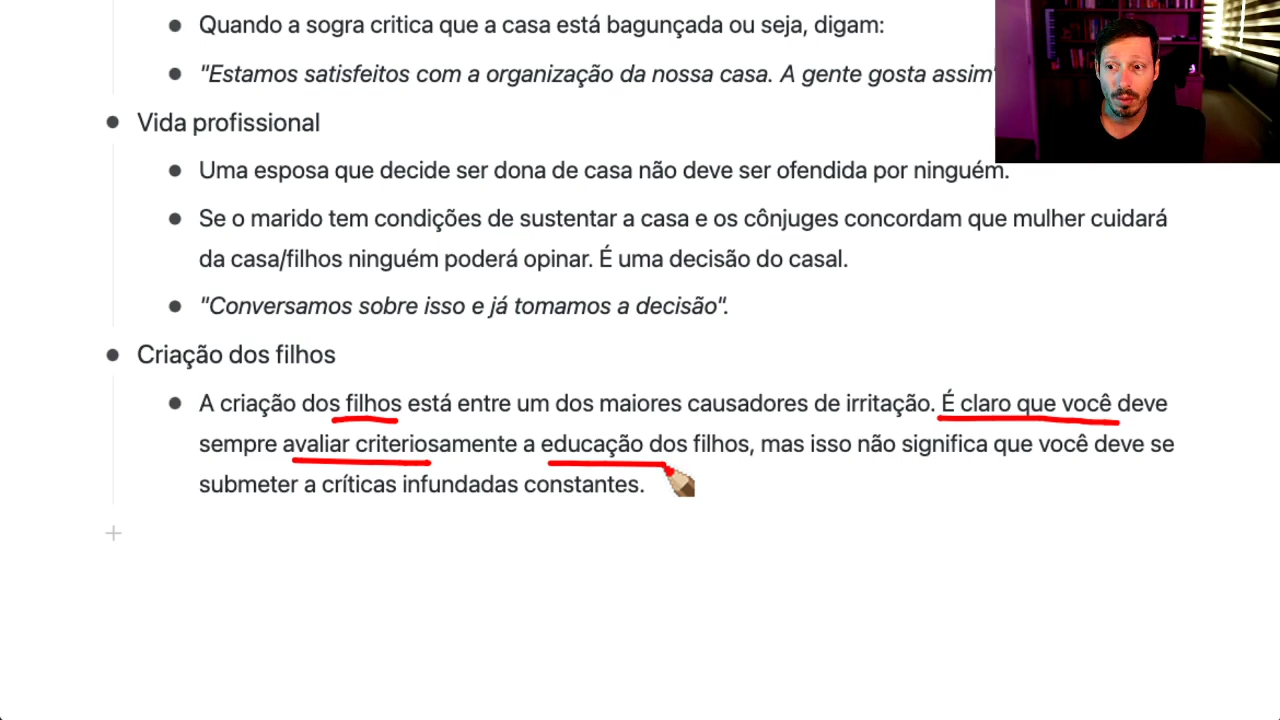 Quando a sogra critica que a casa está bagunçada ou seja, digam:
"Estamos satisfeitos com a organização da nossa casa. A gente gosta assim"
Vida profissional
Uma esposa que decide ser dona de casa não deve ser ofendida por ninguém.
Se o marido tem condições de sustentar a casa e os cônjuges concordam que mulher cuidará
da casa/filhos ninguém poderá opinar. É uma decisão do casal.
"Conversamos sobre isso e já tomamos a decisão".
Criação dos filhos
A criação dos filhos está entre um dos maiores causadores de irritação. É claro que você deve
sempre avaliar criteriosamente a educação dos filhos, mas isso não significa que você deve se
submeter a críticas infundadas constantes.